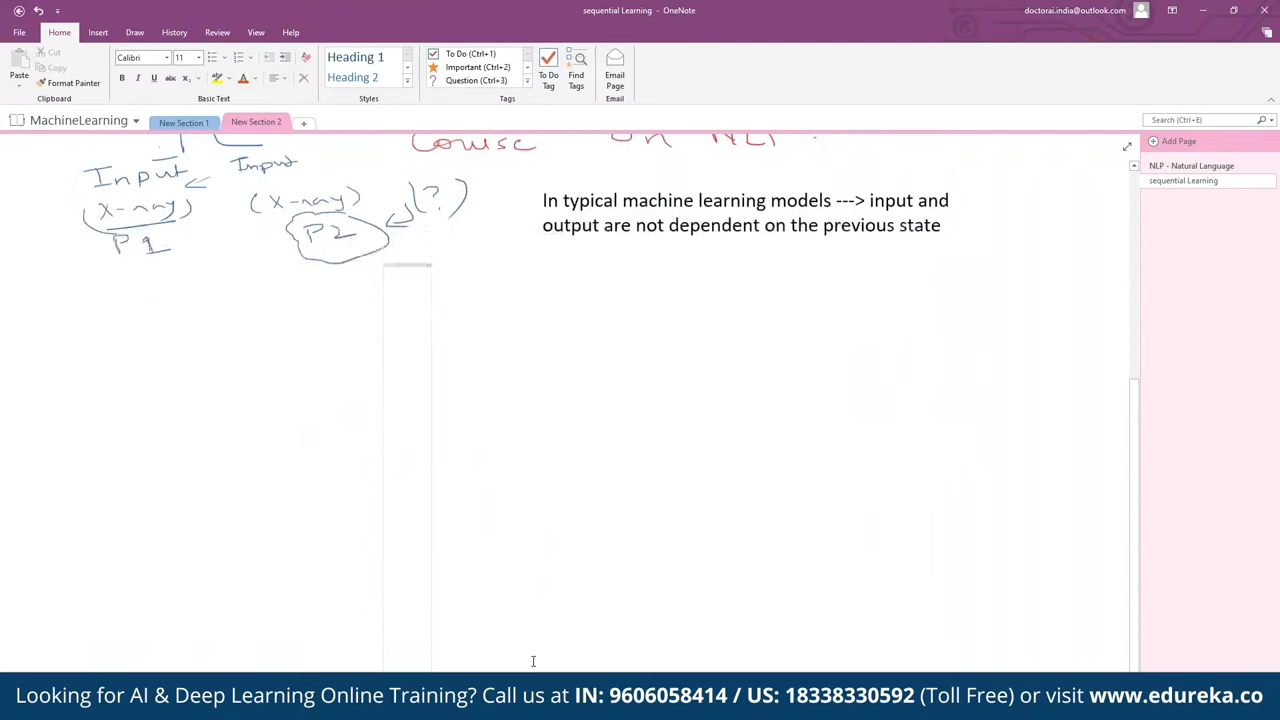 sequential Learning - OneNote
doctorai.india@outlook.com
File Home Insert Draw History Review View Help
Paste
Cut
Copy
Format Painter
Clipboard
Calibri 11
B I U abc x₂ A
Basic Text
Heading 1
Heading 2
Styles
To Do (Ctrl+1)
Important (Ctrl+2)
Question (Ctrl+3)
To Do Tag
Find Tags
Tags
Email Page
Email
MachineLearning
New Section 1
New Section 2
Search (Ctrl+E)
Add Page
NLP - Natural Language
sequential Learning
Course on NLP
Input Input
(X-ray) (X-ray) (?)
P1 P2
In typical machine learning models ---> input and
output are not dependent on the previous state
Looking for AI & Deep Learning Online Training? Call us at IN: 9606058414 / US: 18338330592 (Toll Free) or visit www.edureka.co